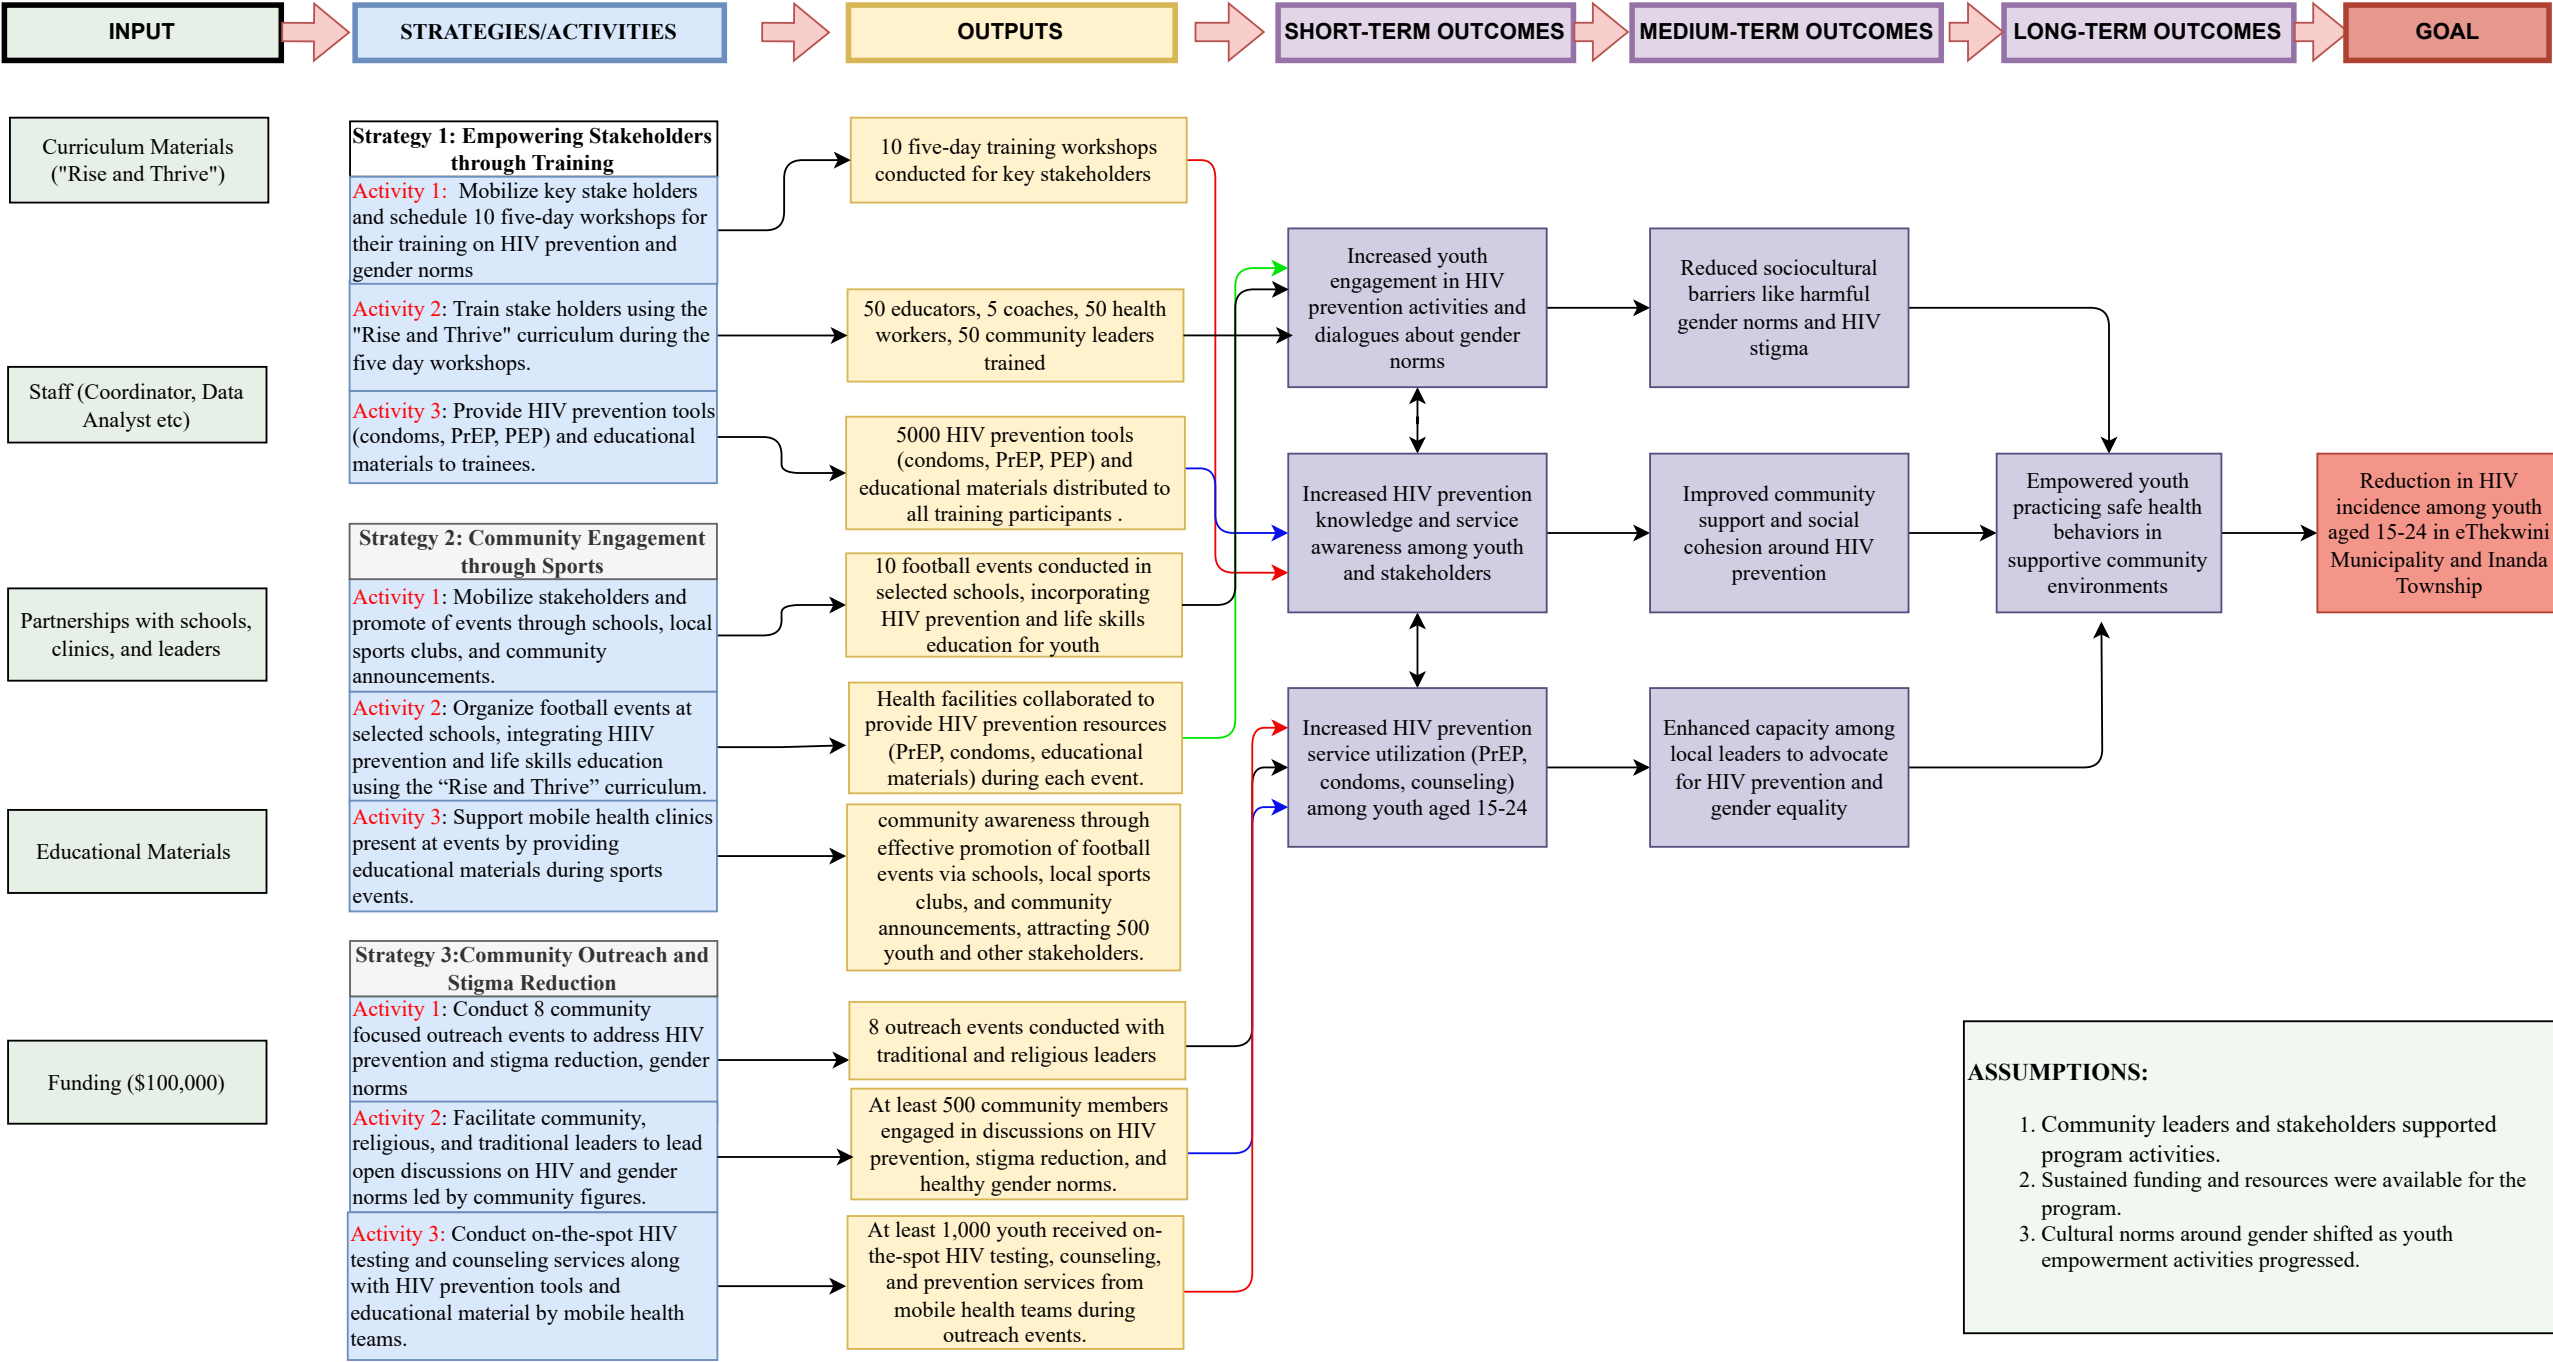 INPUT
STRATEGIES/ACTIVITIES
OUTPUTS
SHORT-TERM OUTCOMES
MEDIUM-TERM OUTCOMES
LONG-TERM OUTCOMES
GOAL
Curriculum Materials
("Rise and Thrive")
Staff (Coordinator, Data
Analyst etc)
Partnerships with schools,
clinics, and leaders
Educational Materials
Funding ($100,000)
Strategy 1: Empowering Stakeholders
through Training
Activity 1: Mobilize key stake holders
and schedule 10 five-day workshops for
their training on HIV prevention and
gender norms
Activity 2: Train stake holders using the
"Rise and Thrive" curriculum during the
five day workshops.
Activity 3: Provide HIV prevention tools
(condoms, PrEP, PEP) and educational
materials to trainees.
Strategy 2: Community Engagement
through Sports
Activity 1: Mobilize stakeholders and
promote of events through schools, local
sports clubs, and community
announcements.
Activity 2: Organize football events at
selected schools, integrating HIIV
prevention and life skills education
using the “Rise and Thrive” curriculum.
Activity 3: Support mobile health clinics
present at events by providing
educational materials during sports
events.
Strategy 3:Community Outreach and
Stigma Reduction
Activity 1: Conduct 8 community
focused outreach events to address HIV
prevention and stigma reduction, gender
norms
Activity 2: Facilitate community,
religious, and traditional leaders to lead
open discussions on HIV and gender
norms led by community figures.
Activity 3: Conduct on-the-spot HIV
testing and counseling services along
with HIV prevention tools and
educational material by mobile health
teams.
10 five-day training workshops
conducted for key stakeholders
50 educators, 5 coaches, 50 health
workers, 50 community leaders
trained
5000 HIV prevention tools
(condoms, PrEP, PEP) and
educational materials distributed to
all training participants .
10 football events conducted in
selected schools, incorporating
HIV prevention and life skills
education for youth
Health facilities collaborated to
provide HIV prevention resources
(PrEP, condoms, educational
materials) during each event.
community awareness through
effective promotion of football
events via schools, local sports
clubs, and community
announcements, attracting 500
youth and other stakeholders.
8 outreach events conducted with
traditional and religious leaders
At least 500 community members
engaged in discussions on HIV
prevention, stigma reduction, and
healthy gender norms.
At least 1,000 youth received on-
the-spot HIV testing, counseling,
and prevention services from
mobile health teams during
outreach events.
Increased youth
engagement in HIV
prevention activities and
dialogues about gender
norms
Increased HIV prevention
knowledge and service
awareness among youth
and stakeholders
Increased HIV prevention
service utilization (PrEP,
condoms, counseling)
among youth aged 15-24
Reduced sociocultural
barriers like harmful
gender norms and HIV
stigma
Improved community
support and social
cohesion around HIV
prevention
Enhanced capacity among
local leaders to advocate
for HIV prevention and
gender equality
Empowered youth
practicing safe health
behaviors in
supportive community
environments
Reduction in HIV
incidence among youth
aged 15-24 in eThekwini
Municipality and Inanda
Township
ASSUMPTIONS:
1. Community leaders and stakeholders supported
program activities.
2. Sustained funding and resources were available for the
program.
3. Cultural norms around gender shifted as youth
empowerment activities progressed.